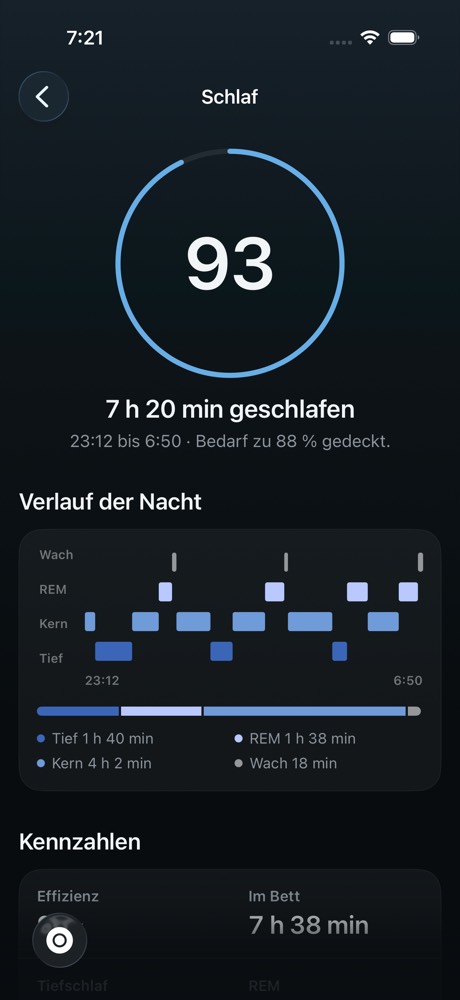 7:21
Schlaf
93
7 h 20 min geschlafen
23:12 bis 6:50 · Bedarf zu 88 % gedeckt.
Verlauf der Nacht
Wach
REM
Kern
Tief
23:12 6:50
Tief 1 h 40 min REM 1 h 38 min
Kern 4 h 2 min Wach 18 min
Kennzahlen
Effizienz Im Bett
7 h 38 min
Tiefschlaf REM